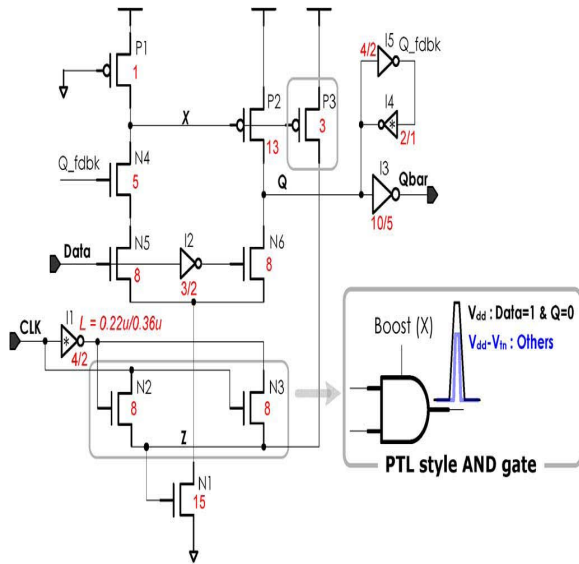 P1
1
P2
13
P3
3
I5
4/2
Q_fdbk
I4
*
2/1
X
Q_fdbk
N4
5
Q
I3
Qbar
10/5
Data
N5
8
I2
3/2
N6
8
CLK
I1
*
4/2
L = 0.22u/0.36u
N2
8
N3
8
Z
N1
15
Boost (X)
Vdd : Data=1 & Q=0
Vdd-Vtn : Others
PTL style AND gate